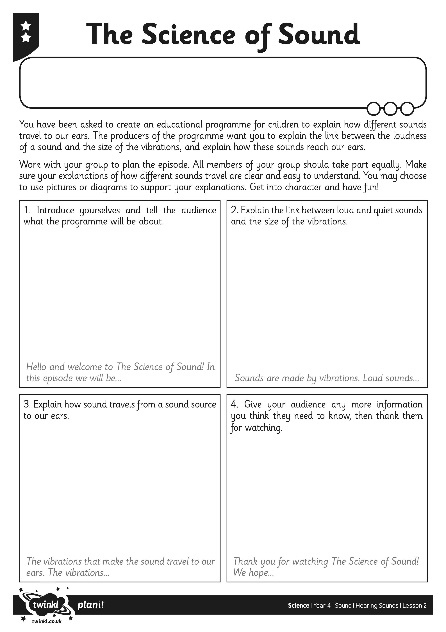 The Science of Sound
You have been asked to create an educational programme for children to explain how different sounds
travel to our ears. The producers of the programme want you to explain the link between the loudness
of a sound and the size of the vibrations, and explain how these sounds reach our ears.
Work with your group to plan the episode. All members of your group should take part equally. Make
sure your explanations of how different sounds travel are clear and easy to understand. You may choose
to use pictures or diagrams to support your explanations. Get into character and have fun!
1. Introduce yourselves and tell the audience
what the programme will be about.
Hello and welcome to The Science of Sound! In
this episode we will be...
2. Explain the link between loud and quiet sounds
and the size of the vibrations.
Sounds are made by vibrations. Loud sounds...
3. Explain how sound travels from a sound source
to our ears.
The vibrations that make the sound travel to our
ears. The vibrations...
4. Give your audience any more information
you think they need to know, then thank them
for watching.
Thank you for watching The Science of Sound!
We hope...
twinkl planit
twinkl.co.uk
Science | Year 4 | Sound | Hearing Sounds | Lesson 2